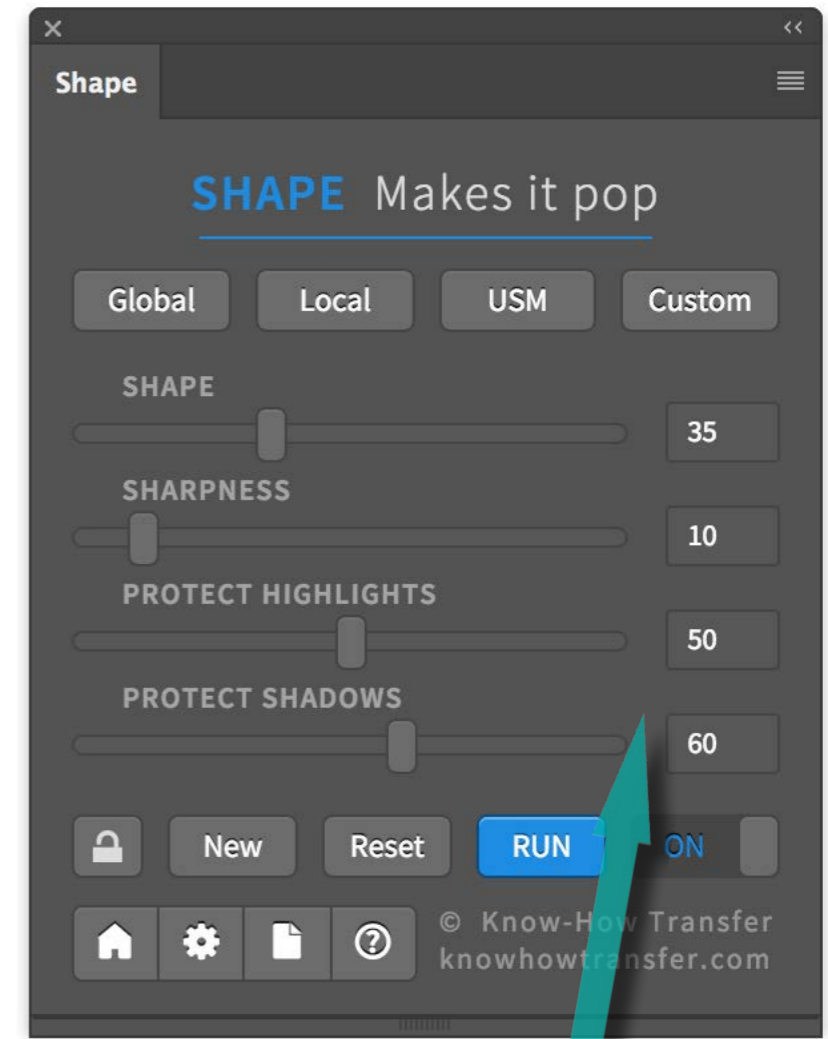 Shape
SHAPE Makes it pop
Global Local USM Custom
SHAPE
35
SHARPNESS
10
PROTECT HIGHLIGHTS
50
PROTECT SHADOWS
60
New Reset RUN ON
© Know-How Transfer
knowhowtransfer.com